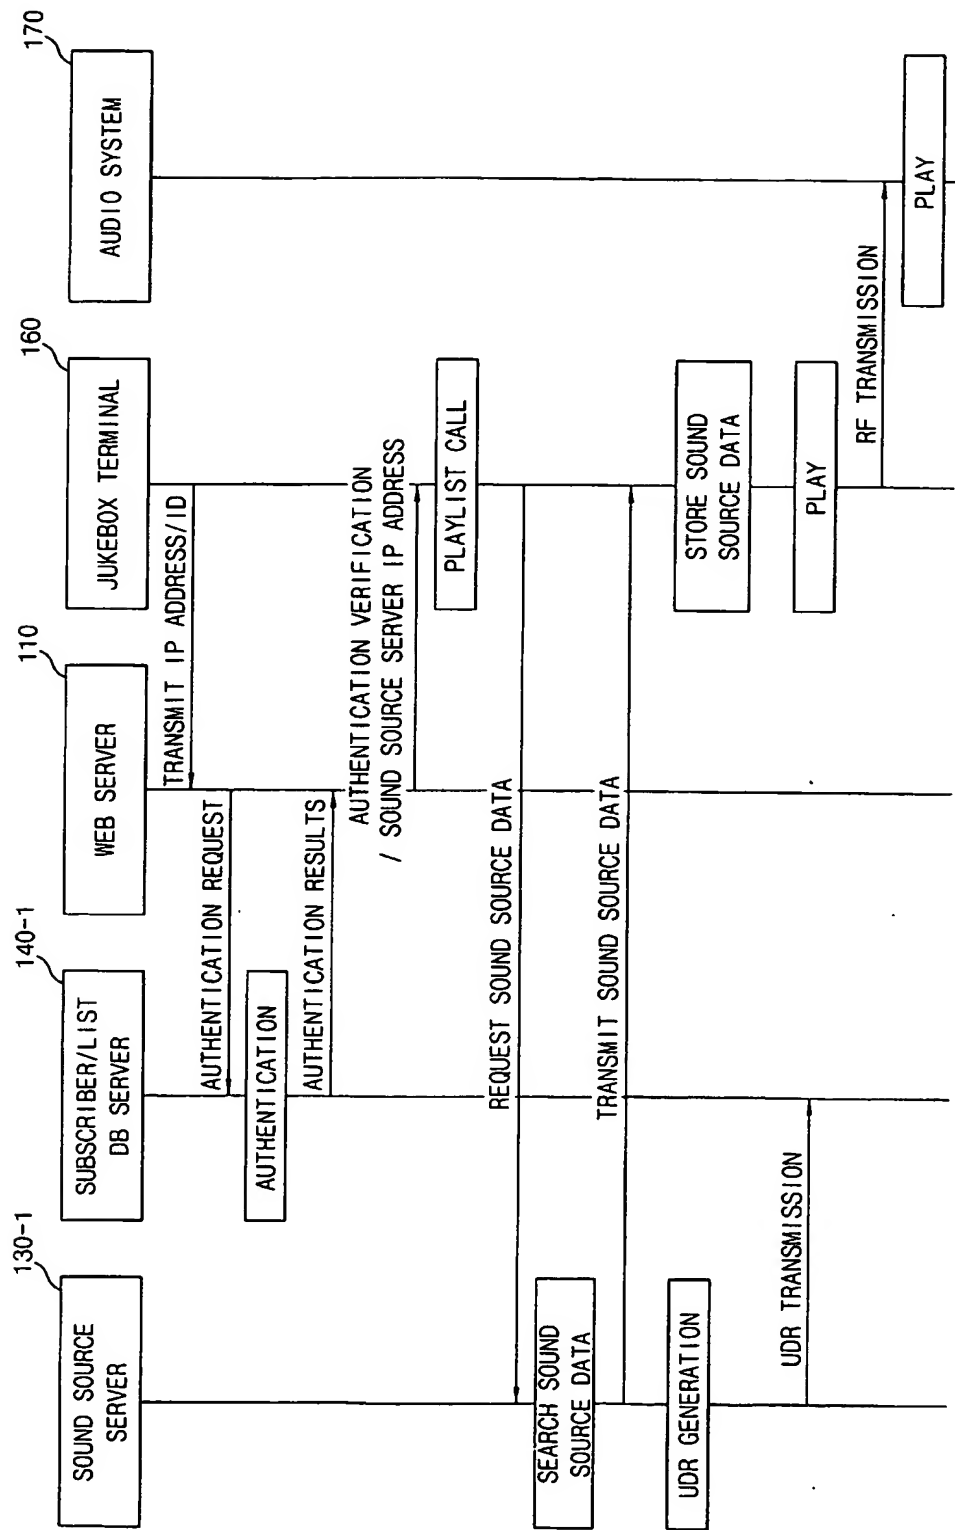 130-1
SOUND SOURCE
SERVER
140-1
SUBSCRIBER/LIST
DB SERVER
110
WEB SERVER
160
JUKEBOX TERMINAL
170
AUDIO SYSTEM
TRANSMIT IP ADDRESS/ID
AUTHENTICATION REQUEST
AUTHENTICATION
AUTHENTICATION RESULTS
AUTHENTICATION VERIFICATION
/ SOUND SOURCE SERVER IP ADDRESS
PLAYLIST CALL
REQUEST SOUND SOURCE DATA
SEARCH SOUND
SOURCE DATA
TRANSMIT SOUND SOURCE DATA
UDR GENERATION
STORE SOUND
SOURCE DATA
UDR TRANSMISSION
PLAY
RF TRANSMISSION
PLAY